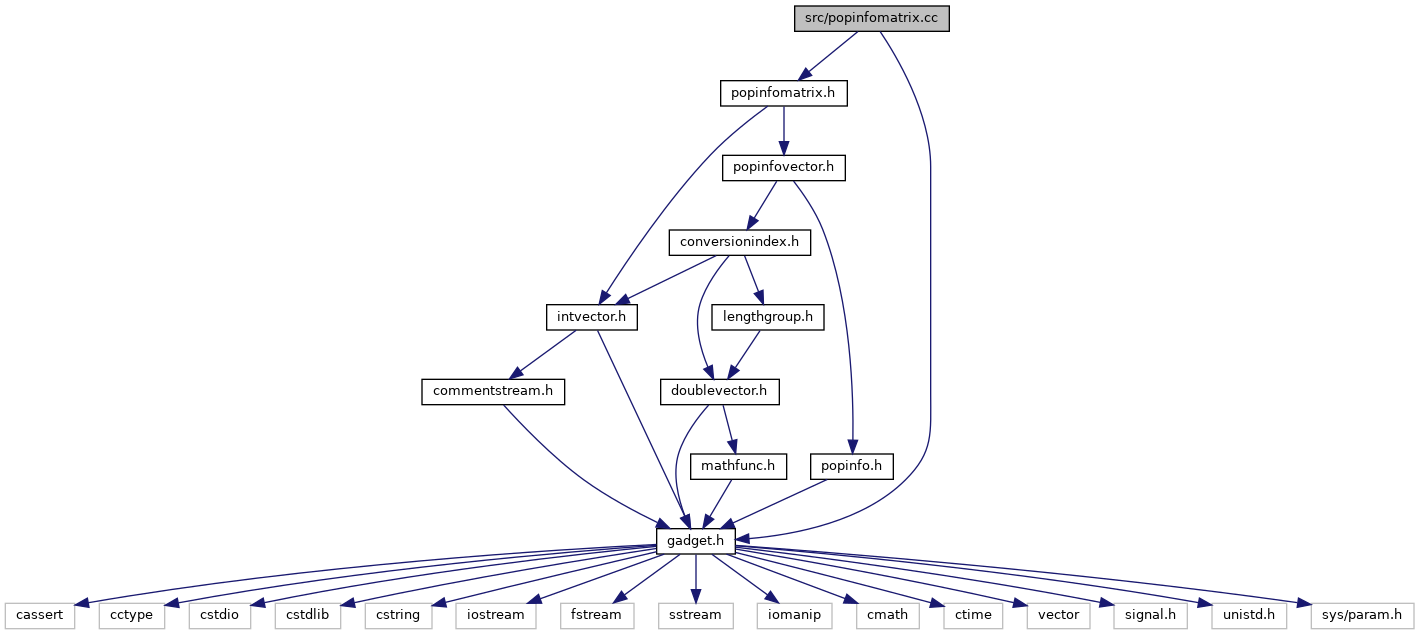 src/popinfomatrix.cc
popinfomatrix.h
popinfovector.h
conversionindex.h
intvector.h
lengthgroup.h
commentstream.h
doublevector.h
mathfunc.h
popinfo.h
gadget.h
cassert
cctype
cstdio
cstdlib
cstring
iostream
fstream
sstream
iomanip
cmath
ctime
vector
signal.h
unistd.h
sys/param.h